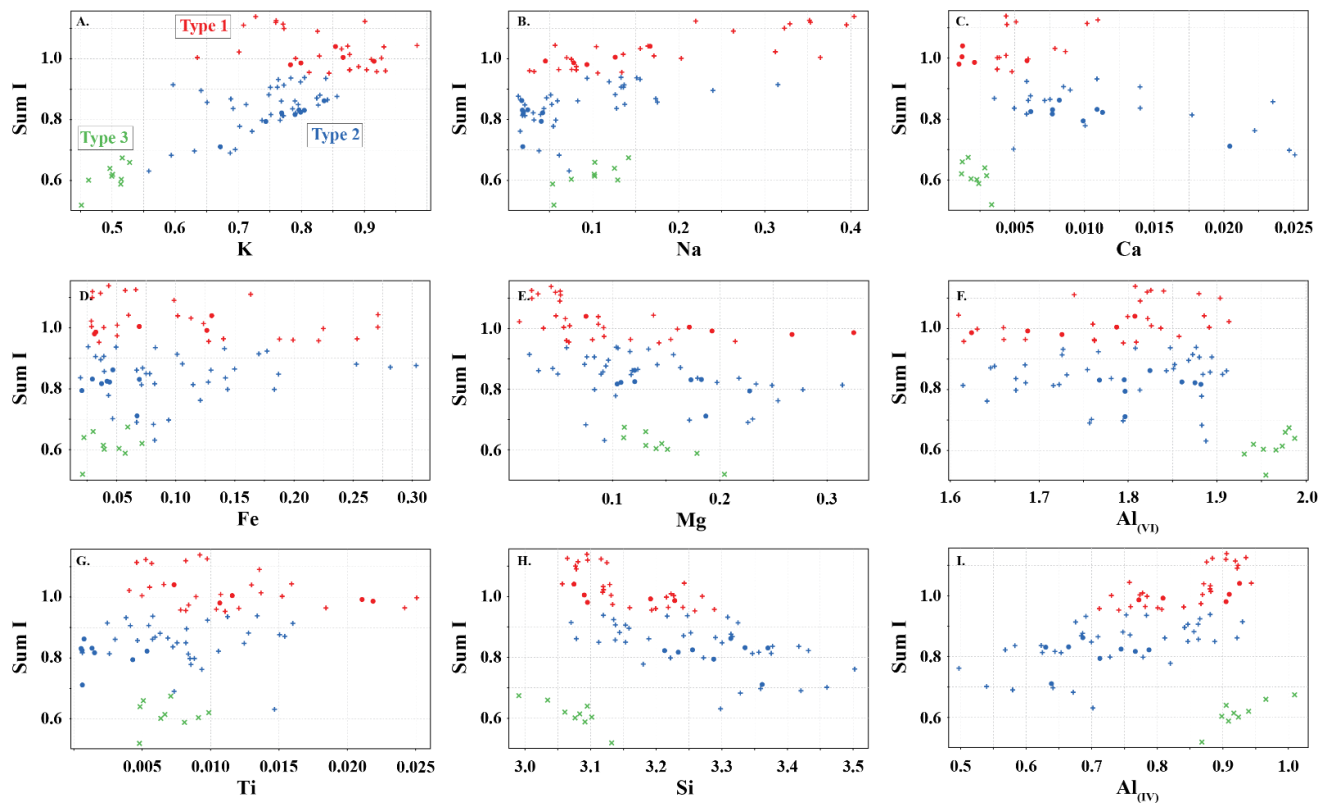 A.
Type 1
Type 2
Type 3
Sum I
1.0
0.8
0.6
0.5 0.6 0.7 0.8 0.9
K
B.
Sum I
1.0
0.8
0.6
0.1 0.2 0.3 0.4
Na
C.
Sum I
1.0
0.8
0.6
0.005 0.010 0.015 0.020 0.025
Ca
D.
Sum I
1.0
0.8
0.6
0.05 0.10 0.15 0.20 0.25 0.30
Fe
E.
Sum I
1.0
0.8
0.6
0.1 0.2 0.3
Mg
F.
Sum I
1.0
0.8
0.6
1.6 1.7 1.8 1.9 2.0
Al(VI)
G.
Sum I
1.0
0.8
0.6
0.005 0.010 0.015 0.020 0.025
Ti
H.
Sum I
1.0
0.8
0.6
3.0 3.1 3.2 3.3 3.4 3.5
Si
I.
Sum I
1.0
0.8
0.6
0.5 0.6 0.7 0.8 0.9 1.0
Al(IV)